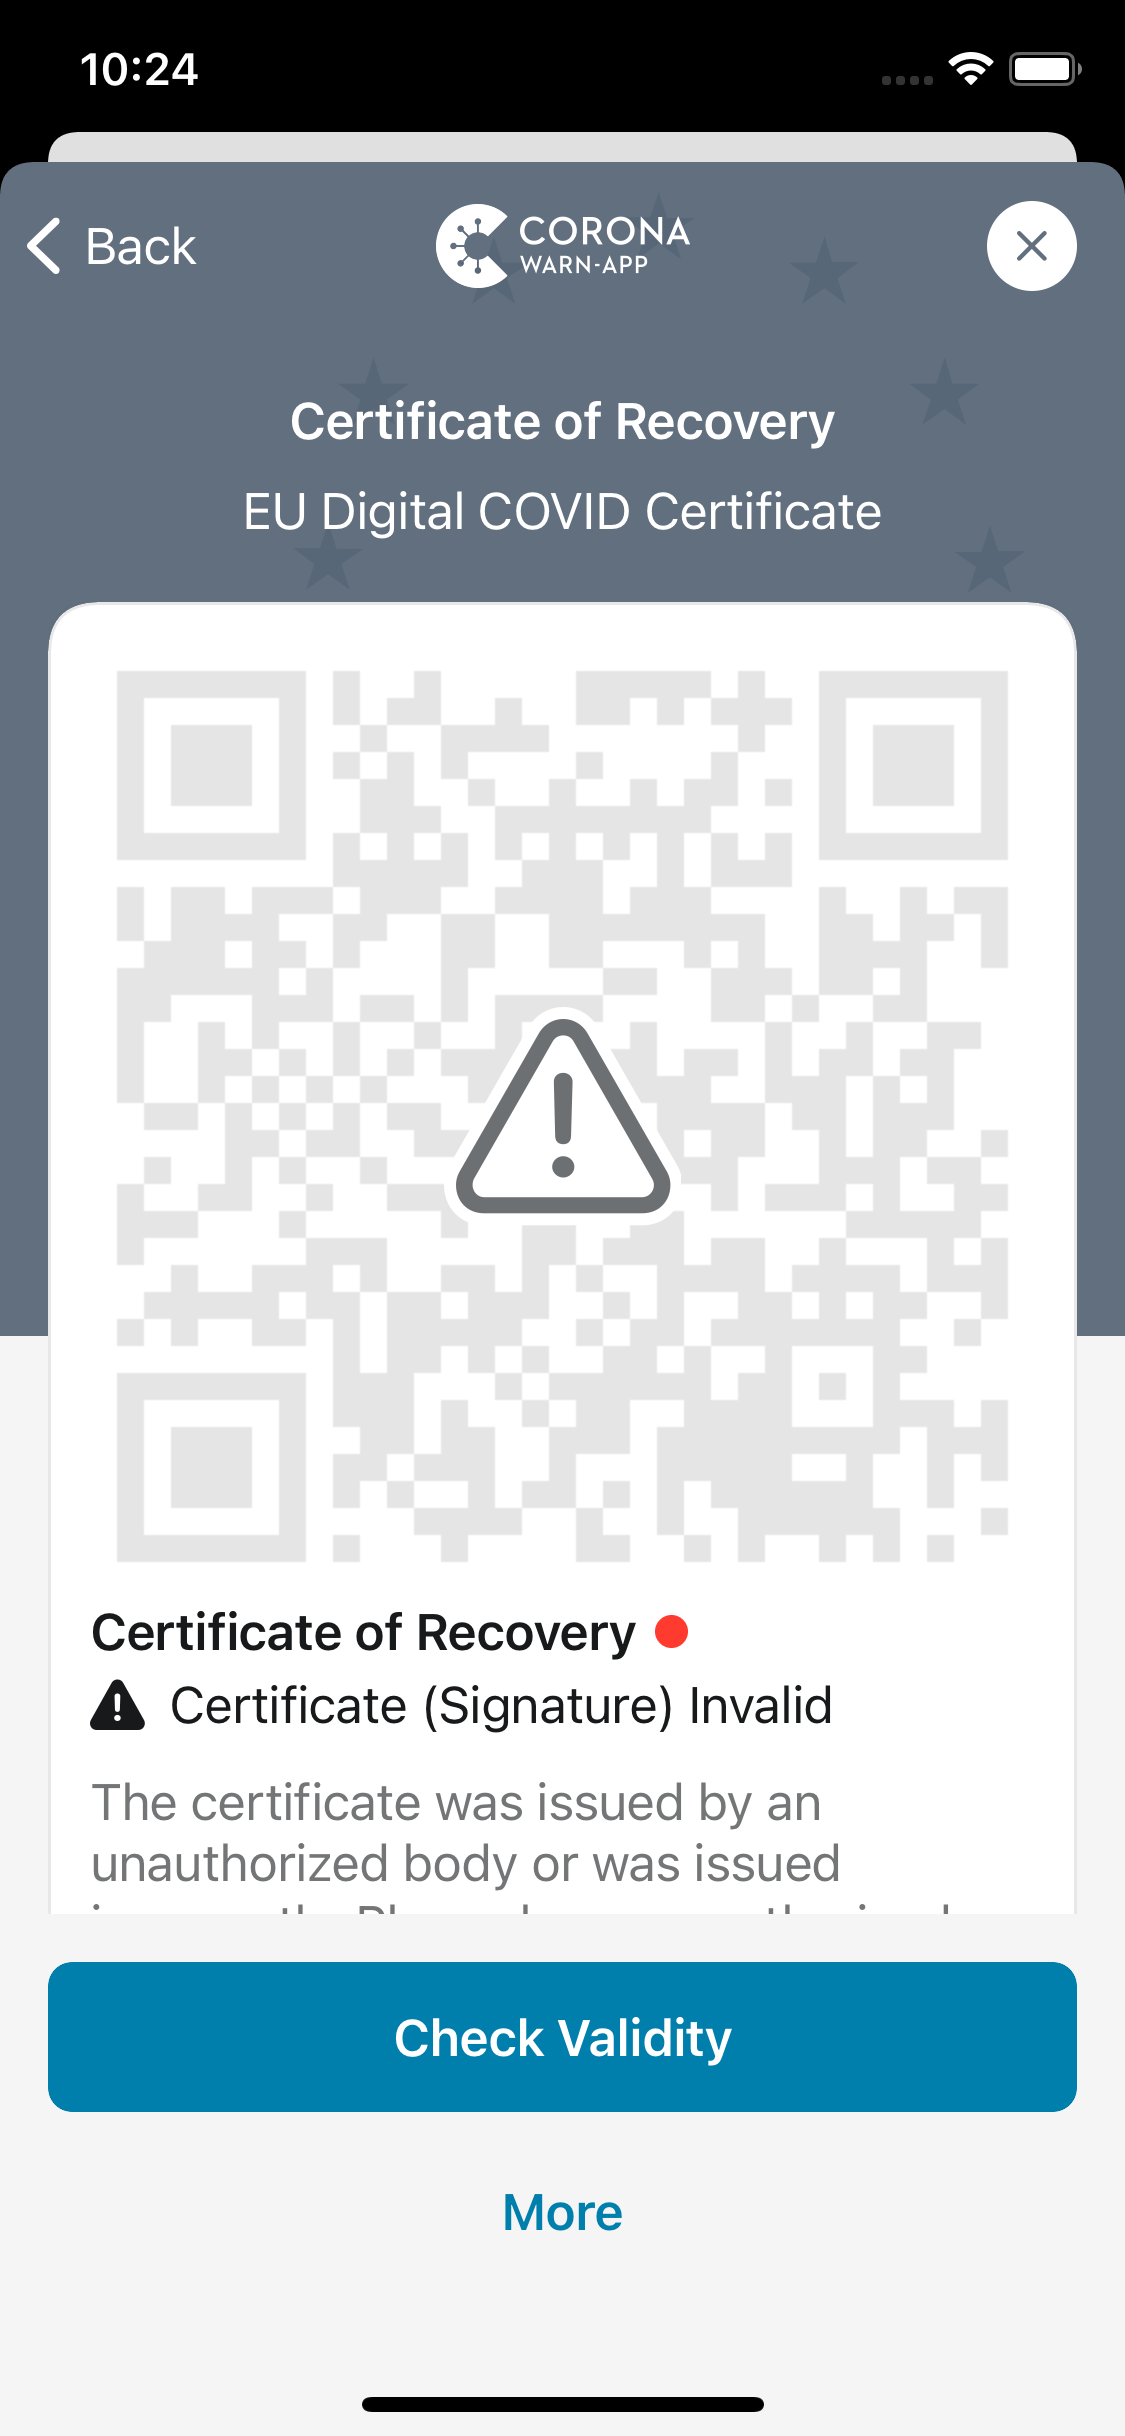 10:24
Back
CORONA
WARN-APP
Certificate of Recovery
EU Digital COVID Certificate
Certificate of Recovery
Certificate (Signature) Invalid
The certificate was issued by an
unauthorized body or was issued
Check Validity
More